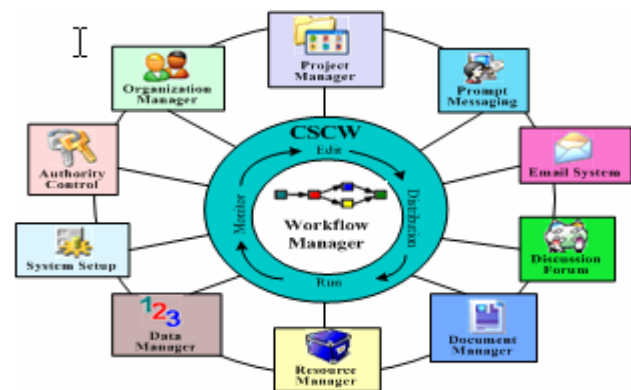 Project
Manager
Organization
Manager
Prompt
Messaging
CSCW
Edit
Authority
Control
Email System
Monitor
Distribution
Workflow
Manager
System Setup
Discussion
Forum
Run
123
Data
Manager
Document
Manager
Resource
Manager